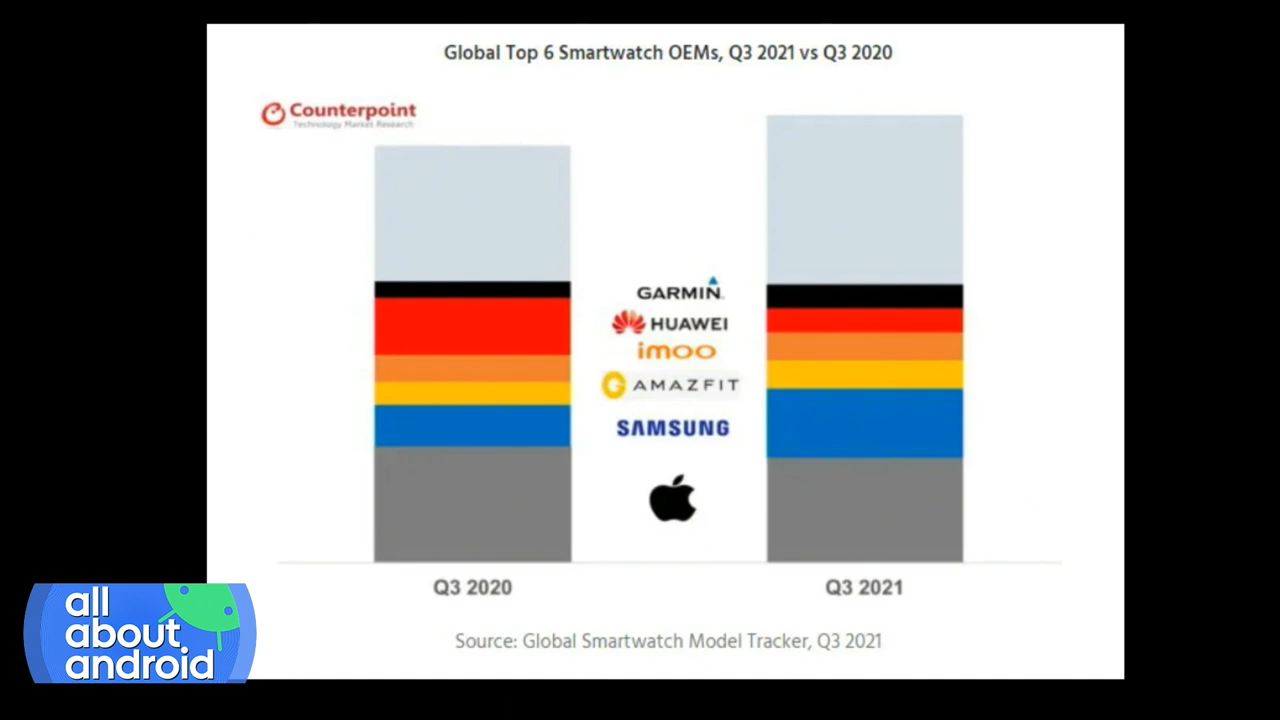 Global Top 6 Smartwatch OEMs, Q3 2021 vs Q3 2020
Counterpoint
Technology Market Research
GARMIN
HUAWEI
imoo
AMAZFIT
SAMSUNG
Q3 2020
Q3 2021
Source: Global Smartwatch Model Tracker, Q3 2021
all
about
android